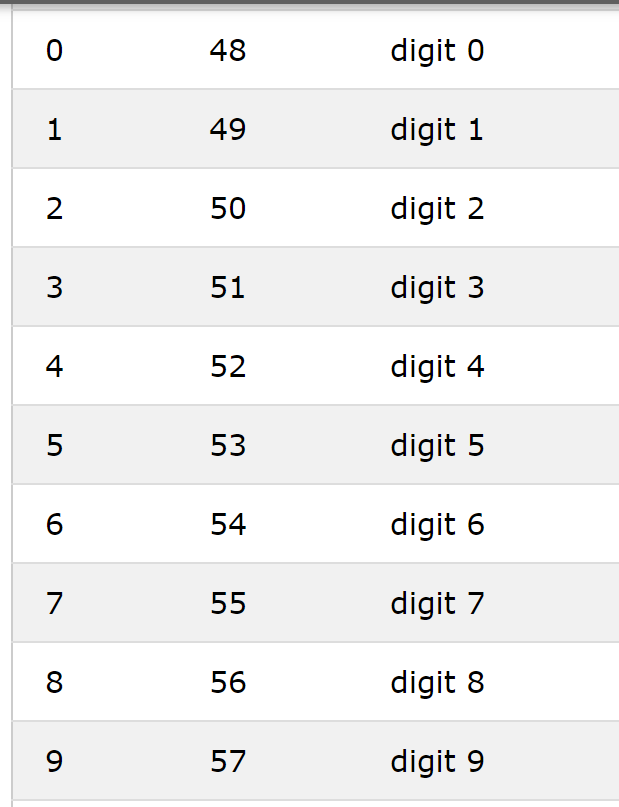 0 48 digit 0
1 49 digit 1
2 50 digit 2
3 51 digit 3
4 52 digit 4
5 53 digit 5
6 54 digit 6
7 55 digit 7
8 56 digit 8
9 57 digit 9